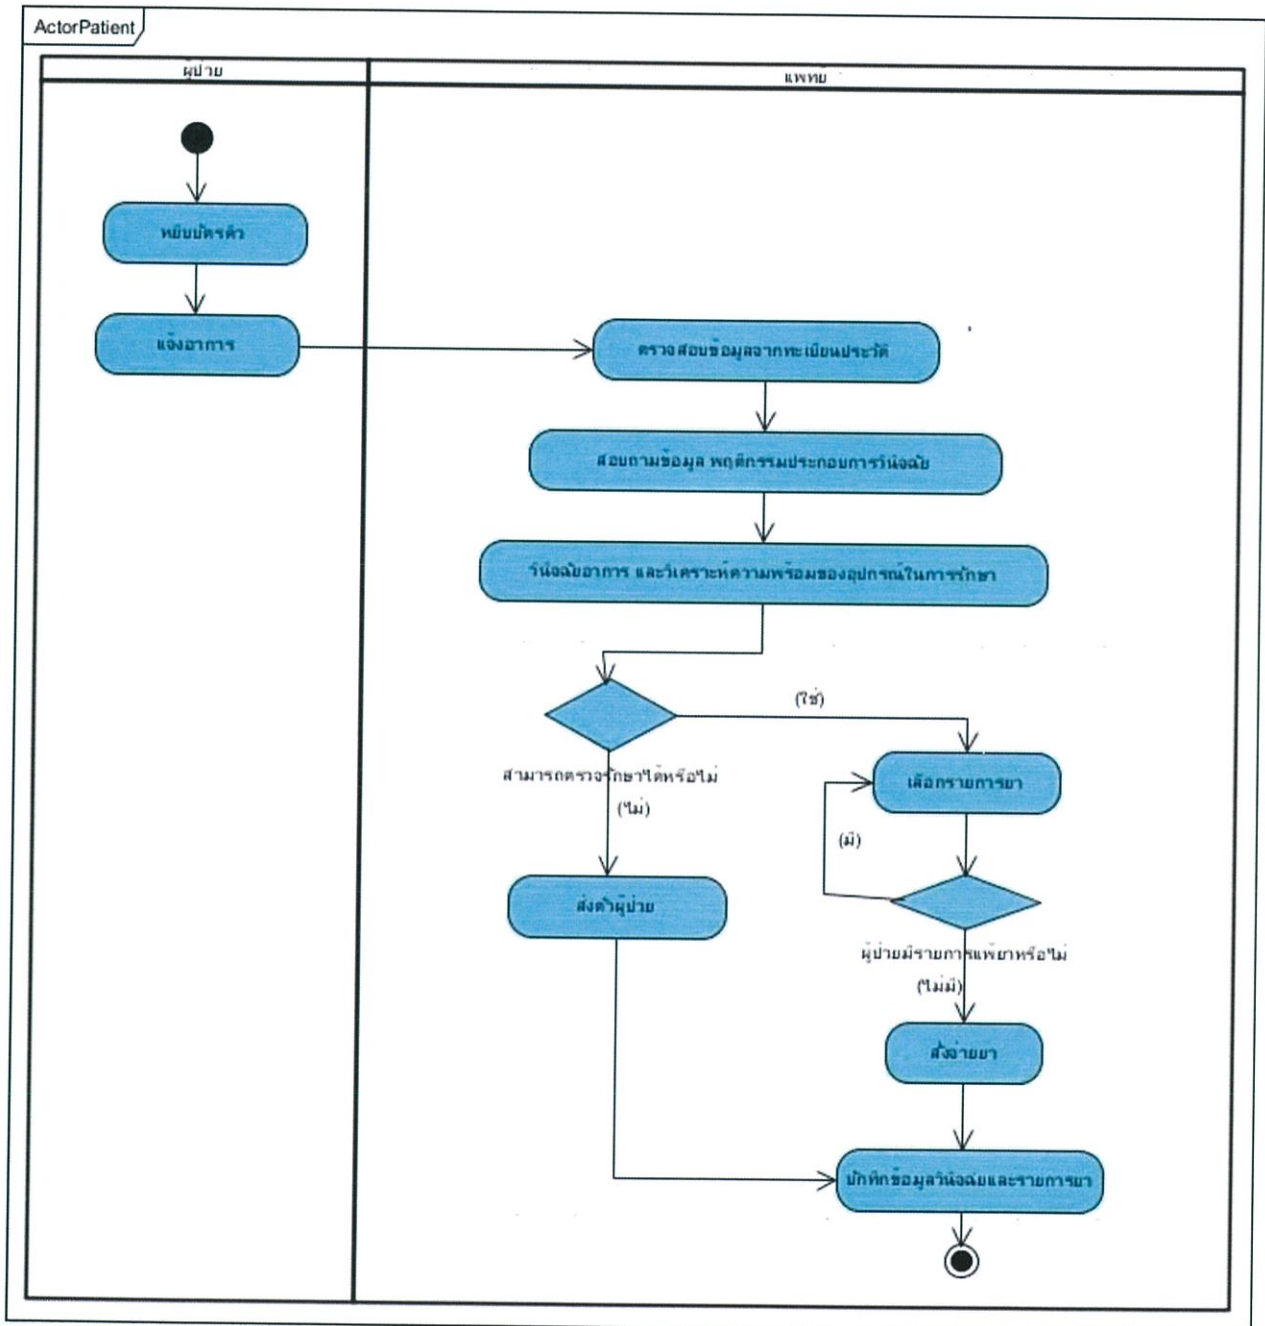 ActorPatient
ผู้ป่วย
แพทย์
หยิบบัตรคิว
แจ้งอาการ
ตรวจสอบข้อมูลจากทะเบียนประวัติ
สอบถามข้อมูล พฤติกรรมประกอบการวินิจฉัย
วินิจฉัยอาการ และวิเคราะห์ความพร้อมของอุปกรณ์ในการรักษา
(ใช่)
สามารถตรวจรักษาได้หรือไม่
(ไม่)
เลือกรายการยา
(มี)
ส่งตัวผู้ป่วย
ผู้ป่วยมีรายการแพ้ยาหรือไม่
(ไม่มี)
สั่งจ่ายยา
บักทึกข้อมูลวินิจฉัยและรายการยา